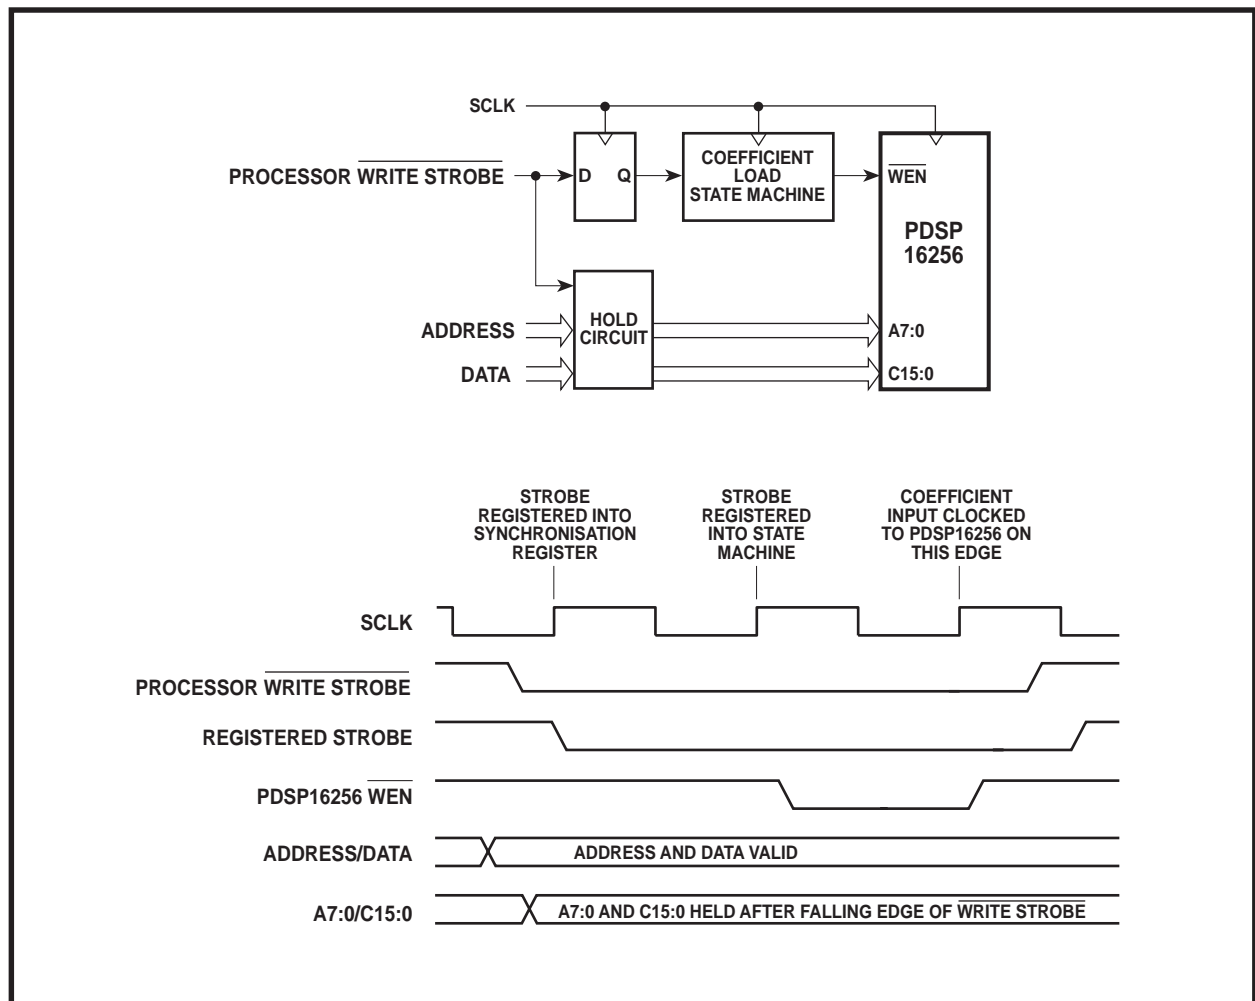 SCLK
PROCESSOR WRITE STROBE
D Q
COEFFICIENT
LOAD
STATE MACHINE
WEN
PDSP
16256
HOLD
CIRCUIT
ADDRESS
DATA
A7:0
C15:0
STROBE
REGISTERED INTO
SYNCHRONISATION
REGISTER
STROBE
REGISTERED
INTO STATE
MACHINE
COEFFICIENT
INPUT CLOCKED
TO PDSP16256 ON
THIS EDGE
SCLK
PROCESSOR WRITE STROBE
REGISTERED STROBE
PDSP16256 WEN
ADDRESS/DATA
ADDRESS AND DATA VALID
A7:0/C15:0
A7:0 AND C15:0 HELD AFTER FALLING EDGE OF WRITE STROBE